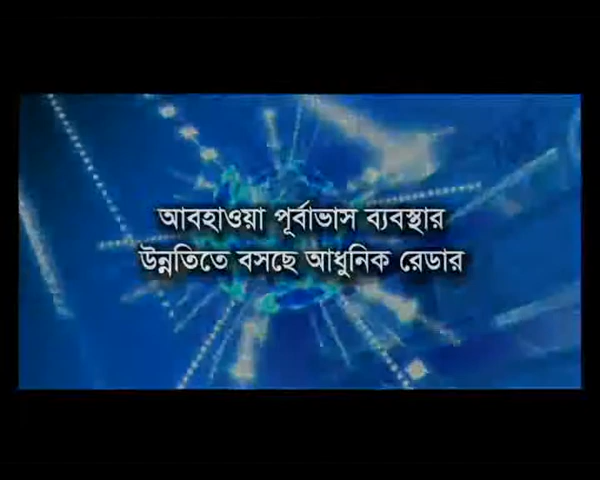 আবহাওয়া পূর্বাভাস ব্যবস্থার
উন্নতিতে বসছে আধুনিক রেডার